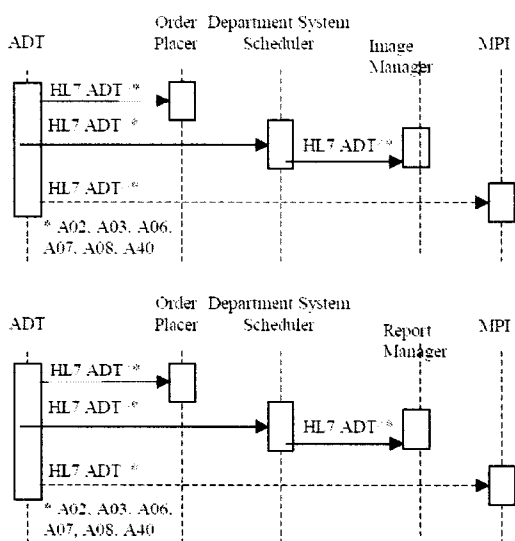 ADT
Order Placer
Department System Scheduler
Image Manager
MPI
HL7 ADT *
HL7 ADT *
HL7 ADT *
HL7 ADT *
* A02, A03, A06,
A07, A08, A40
ADT
Order Placer
Department System Scheduler
Report Manager
MPI
HL7 ADT *
HL7 ADT *
HL7 ADT *
HL7 ADT *
* A02, A03, A06,
A07, A08, A40